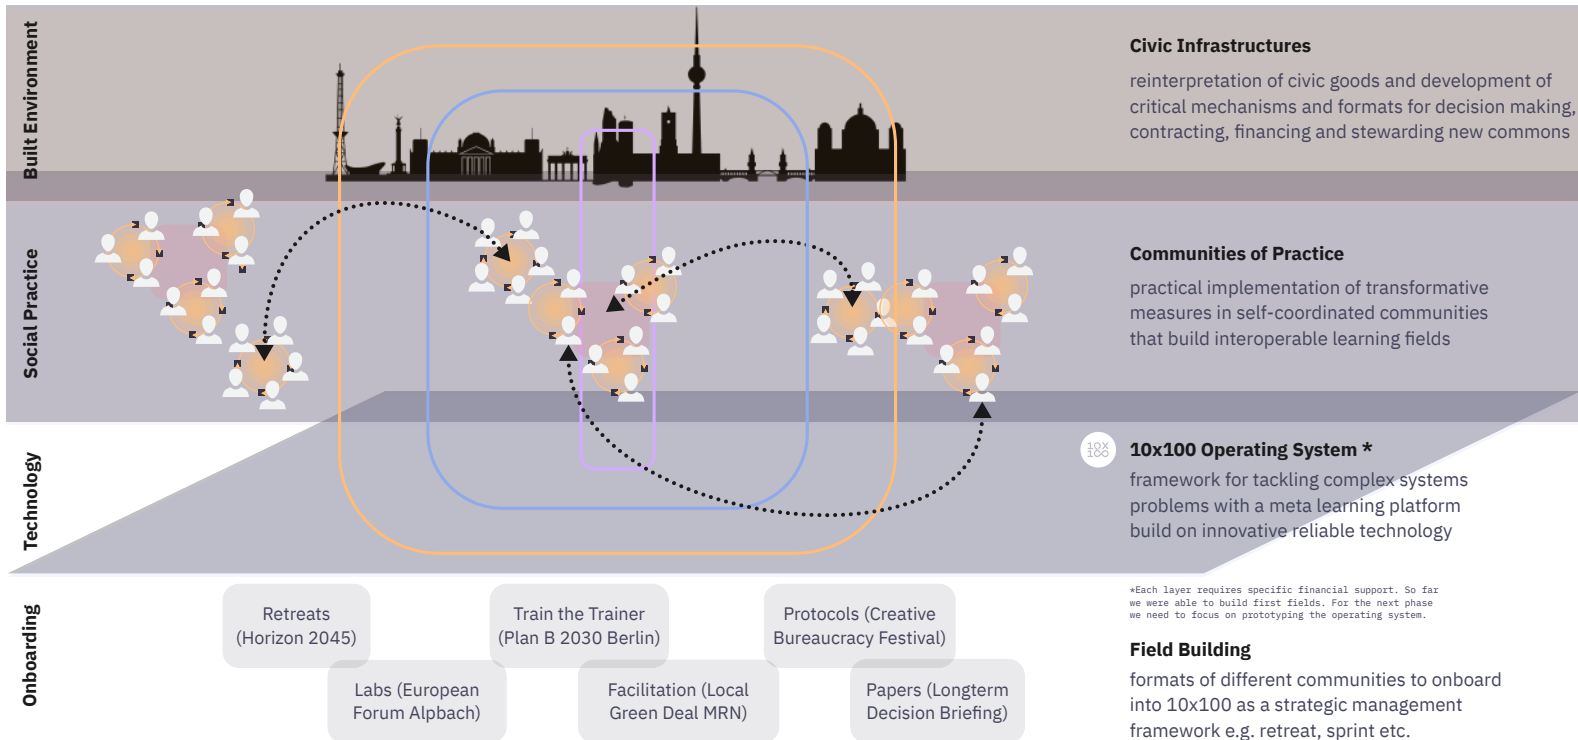 Built Environment
Civic Infrastructures
reinterpretation of civic goods and development of
critical mechanisms and formats for decision making,
contracting, financing and stewarding new commons
Social Practice
Communities of Practice
practical implementation of transformative
measures in self-coordinated communities
that build interoperable learning fields
Technology
10X
100
10x100 Operating System *
framework for tackling complex systems
problems with a meta learning platform
build on innovative reliable technology
*Each layer requires specific financial support. So far
we were able to build first fields. For the next phase
we need to focus on prototyping the operating system.
Onboarding
Retreats
(Horizon 2045)
Train the Trainer
(Plan B 2030 Berlin)
Protocols (Creative
Bureaucracy Festival)
Labs (European
Forum Alpbach)
Facilitation (Local
Green Deal MRN)
Papers (Longterm
Decision Briefing)
Field Building
formats of different communities to onboard
into 10x100 as a strategic management
framework e.g. retreat, sprint etc.